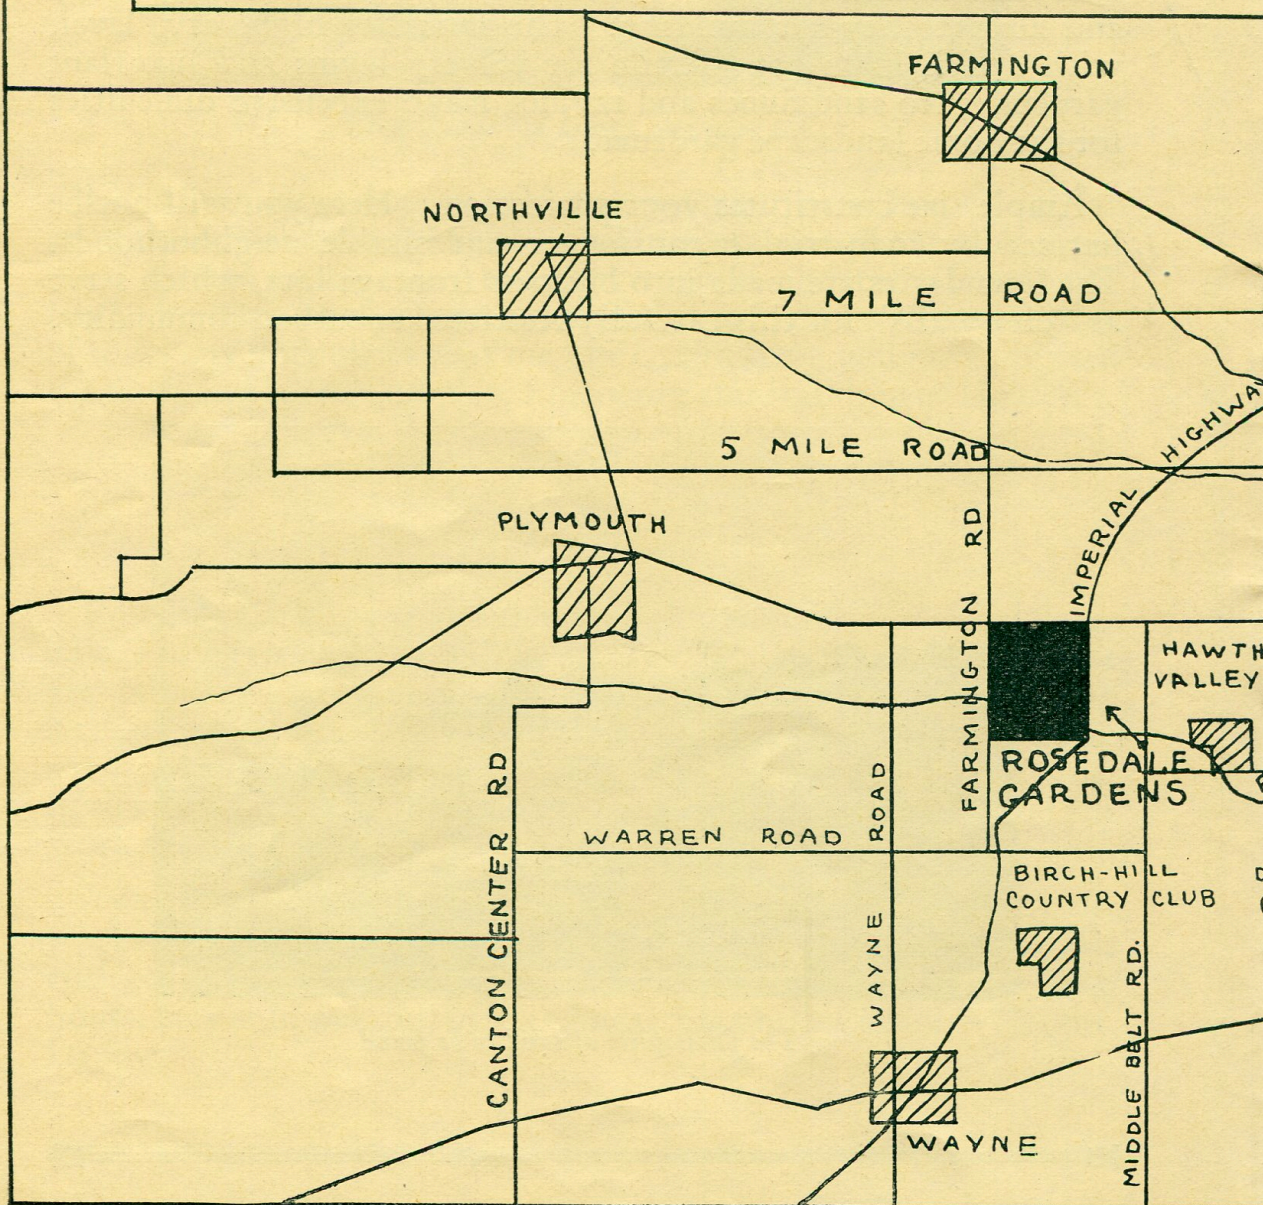 FARMINGTON
NORTHVILLE
7 MILE ROAD
IMPERIAL
5 MILE ROAD
PLYMOUTH
FARMINGTON RD
HAWTH
VALLEY
ROSEDALE
GARDENS
CANTON CENTER RD
WARREN ROAD
WAYNE ROAD
BIRCH-HILL
COUNTRY CLUB
MIDDLE BELT RD.
WAYNE